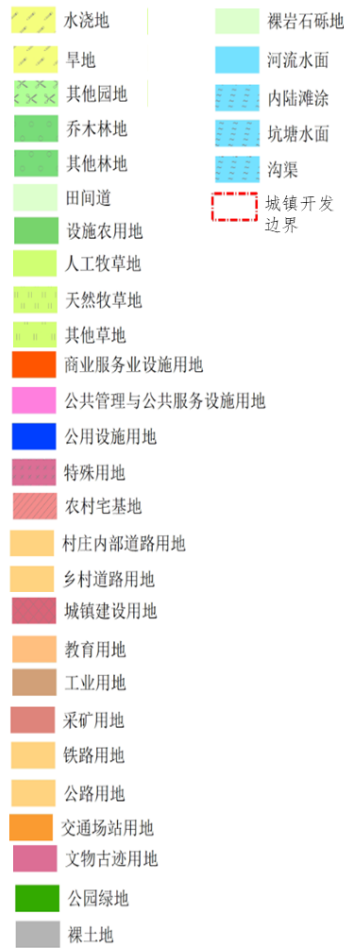 水浇地
旱地
其他园地
乔木林地
其他林地
田间道
设施农用地
人工牧草地
天然牧草地
其他草地
商业服务业设施用地
公共管理与公共服务设施用地
公用设施用地
特殊用地
农村宅基地
村庄内部道路用地
乡村道路用地
城镇建设用地
教育用地
工业用地
采矿用地
铁路用地
公路用地
交通场站用地
文物古迹用地
公园绿地
裸土地
裸岩石砾地
河流水面
内陆滩涂
坑塘水面
沟渠
城镇开发
边界